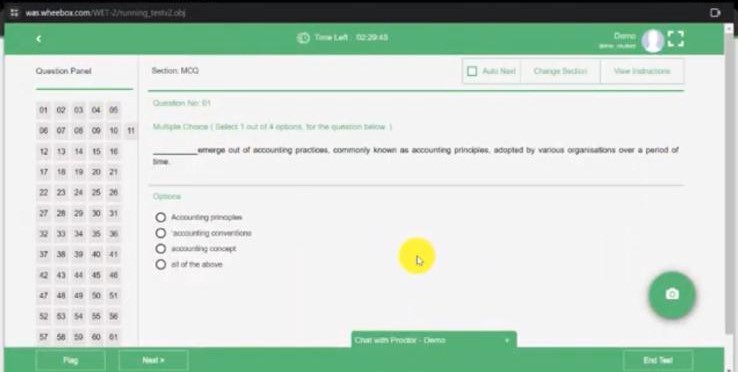 was.wheebox.com/WET-2/running_testv2.obj
Time Left : 02:29:45
Demo
Question Panel
Section: MCQ
Auto Next
Change Section
View Instructions
Question No: 01
Multiple Choice ( Select 1 out of 4 options, for the question below. )
________emerge out of accounting practices, commonly known as accounting principles, adopted by various organisations over a period of
time.
Options
Accounting principles
'accounting conventions
accounting concept
all of the above
01 02 03 04 05
06 07 08 09 10 11
12 13 14 15 16
17 18 19 20 21
22 23 24 25 26
27 28 29 30 31
32 33 34 35 36
37 38 39 40 41
42 43 44 45 46
47 48 49 50 51
52 53 54 55 56
57 58 59 60 61
Chat with Proctor - Demo +
Flag
Next >
End Test